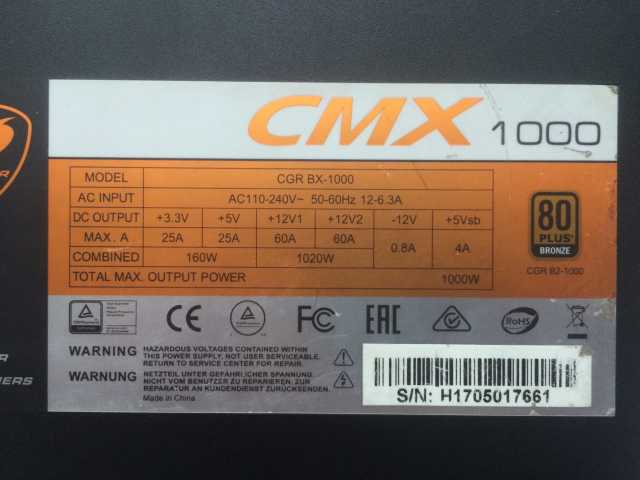 CMX 1000
MODEL CGR BX-1000
AC INPUT AC110-240V~ 50-60Hz 12-6.3A
DC OUTPUT +3.3V +5V +12V1 +12V2 -12V +5Vsb
MAX. A 25A 25A 60A 60A 0.8A 4A
COMBINED 160W 1020W
TOTAL MAX. OUTPUT POWER 1000W
80
PLUS
BRONZE
CGR B2-1000
CE FC EAC RoHS
WARNING HAZARDOUS VOLTAGES CONTAINED WITHIN
THIS POWER SUPPLY, NOT USER SERVICEABLE.
RETURN TO SERVICE CENTER FOR REPAIR.
WARNUNG NETZTEIL UNTER GEFÄHRLICHER SPANNUNG.
NICHT VOM BENUTZER ZU REPARIEREN, ZUR
REPARATUR AN KUNDENDIENST ZURÜCKSENDEN.
Made in China
S/N: H1705017661